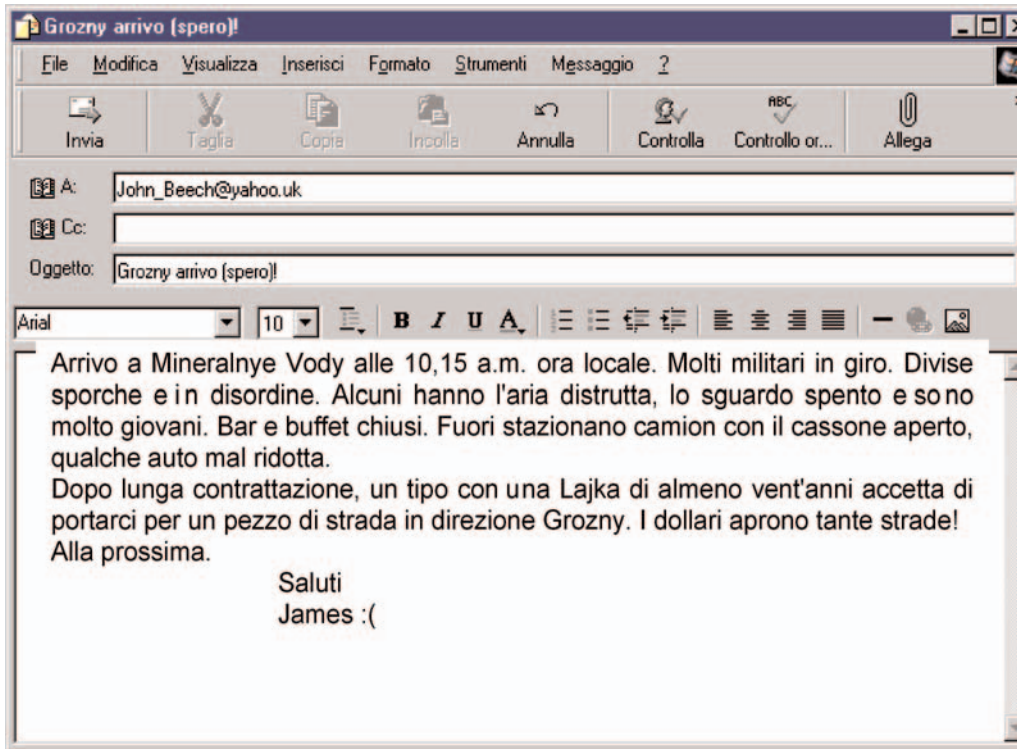 Grozny arrivo (spero)!
File Modifica Visualizza Inserisci Formato Strumenti Messaggio ?
Invia Taglia Copia Incolla Annulla Controlla Controllo or... Allega
A: John_Beech@yahoo.uk
Cc:
Oggetto: Grozny arrivo (spero)!
Arial 10 B I U A
Arrivo a Mineralnye Vody alle 10,15 a.m. ora locale. Molti militari in giro. Divise
sporche e in disordine. Alcuni hanno l'aria distrutta, lo sguardo spento e sono
molto giovani. Bar e buffet chiusi. Fuori stazionano camion con il cassone aperto,
qualche auto mal ridotta.
Dopo lunga contrattazione, un tipo con una Lajka di almeno vent'anni accetta di
portarci per un pezzo di strada in direzione Grozny. I dollari aprono tante strade!
Alla prossima.
Saluti
James :(